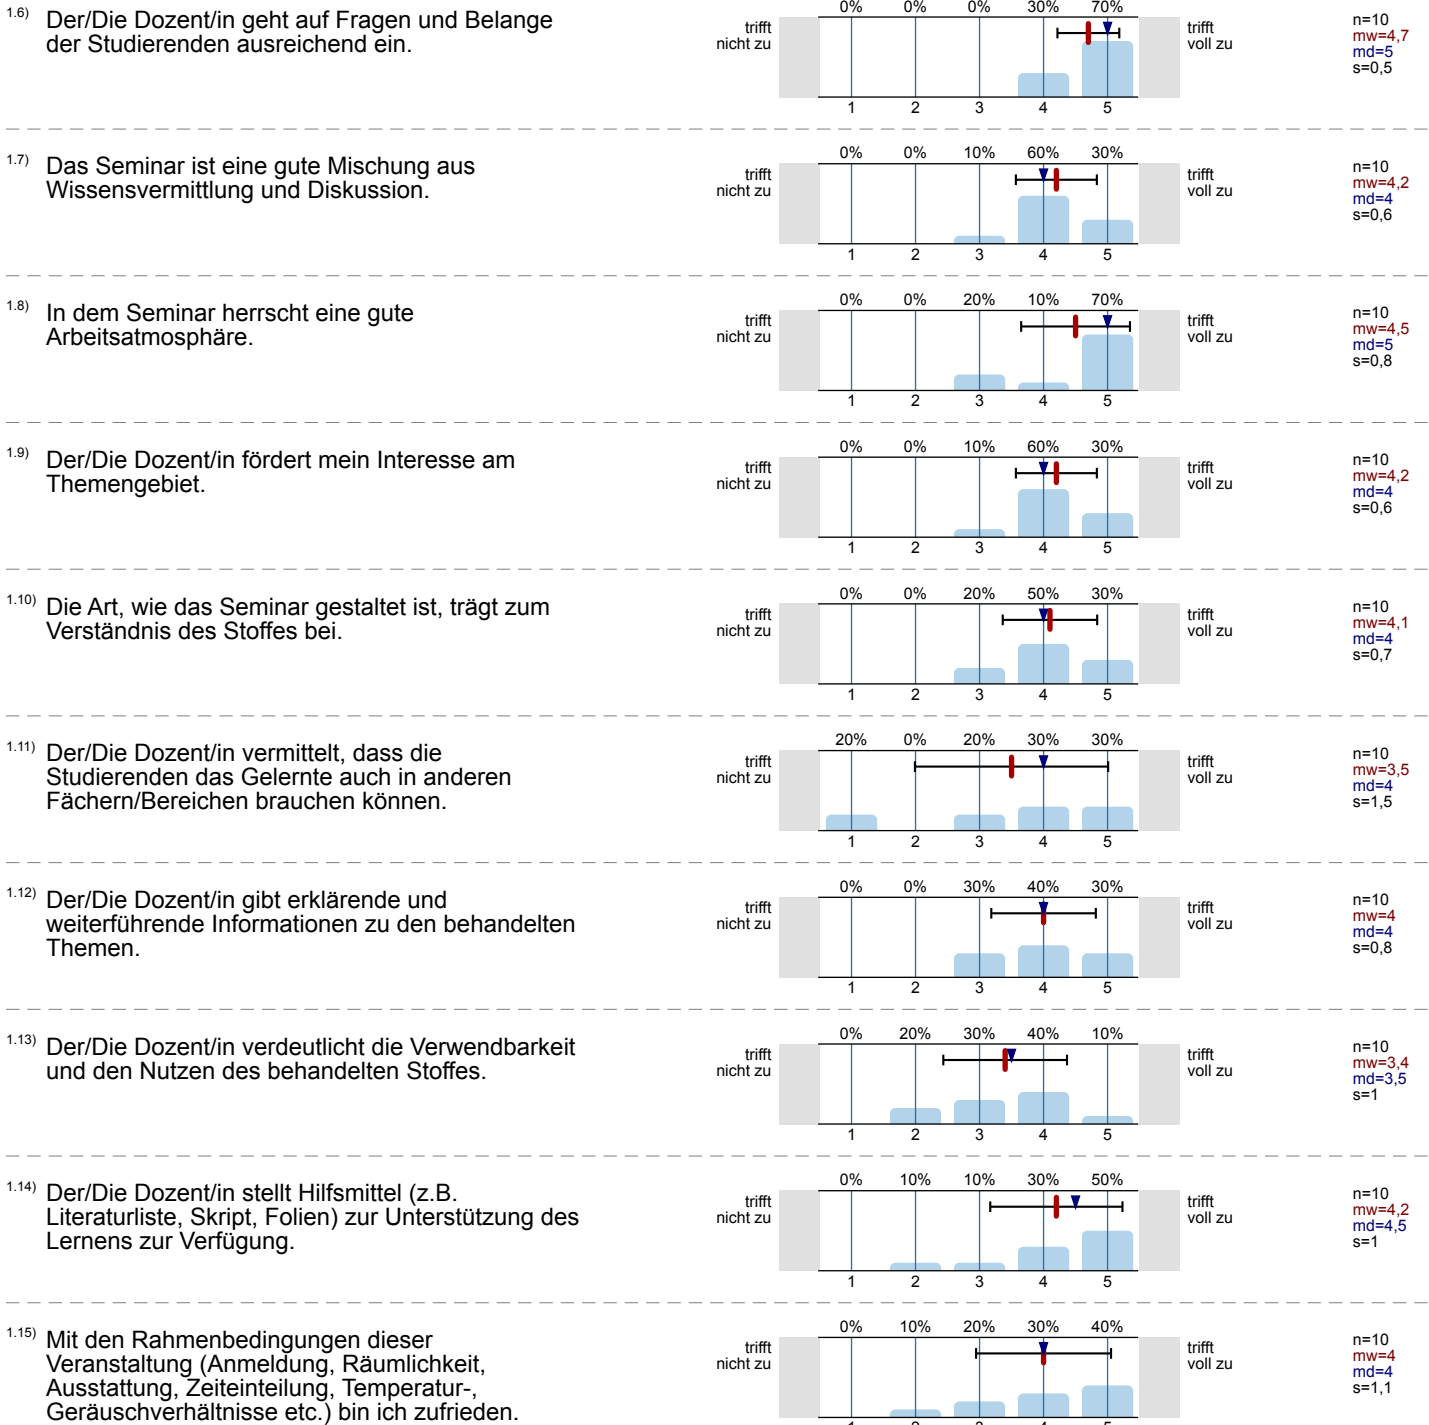 1.6) Der/Die Dozent/in geht auf Fragen und Belange
der Studierenden ausreichend ein.
trifft
nicht zu
0% 0% 0% 30% 70%
1 2 3 4 5
trifft
voll zu
n=10
mw=4,7
md=5
s=0,5
1.7) Das Seminar ist eine gute Mischung aus
Wissensvermittlung und Diskussion.
trifft
nicht zu
0% 0% 10% 60% 30%
1 2 3 4 5
trifft
voll zu
n=10
mw=4,2
md=4
s=0,6
1.8) In dem Seminar herrscht eine gute
Arbeitsatmosphäre.
trifft
nicht zu
0% 0% 20% 10% 70%
1 2 3 4 5
trifft
voll zu
n=10
mw=4,5
md=5
s=0,8
1.9) Der/Die Dozent/in fördert mein Interesse am
Themengebiet.
trifft
nicht zu
0% 0% 10% 60% 30%
1 2 3 4 5
trifft
voll zu
n=10
mw=4,2
md=4
s=0,6
1.10) Die Art, wie das Seminar gestaltet ist, trägt zum
Verständnis des Stoffes bei.
trifft
nicht zu
0% 0% 20% 50% 30%
1 2 3 4 5
trifft
voll zu
n=10
mw=4,1
md=4
s=0,7
1.11) Der/Die Dozent/in vermittelt, dass die
Studierenden das Gelernte auch in anderen
Fächern/Bereichen brauchen können.
trifft
nicht zu
20% 0% 20% 30% 30%
1 2 3 4 5
trifft
voll zu
n=10
mw=3,5
md=4
s=1,5
1.12) Der/Die Dozent/in gibt erklärende und
weiterführende Informationen zu den behandelten
Themen.
trifft
nicht zu
0% 0% 30% 40% 30%
1 2 3 4 5
trifft
voll zu
n=10
mw=4
md=4
s=0,8
1.13) Der/Die Dozent/in verdeutlicht die Verwendbarkeit
und den Nutzen des behandelten Stoffes.
trifft
nicht zu
0% 20% 30% 40% 10%
1 2 3 4 5
trifft
voll zu
n=10
mw=3,4
md=3,5
s=1
1.14) Der/Die Dozent/in stellt Hilfsmittel (z.B.
Literaturliste, Skript, Folien) zur Unterstützung des
Lernens zur Verfügung.
trifft
nicht zu
0% 10% 10% 30% 50%
1 2 3 4 5
trifft
voll zu
n=10
mw=4,2
md=4,5
s=1
1.15) Mit den Rahmenbedingungen dieser
Veranstaltung (Anmeldung, Räumlichkeit,
Ausstattung, Zeiteinteilung, Temperatur-,
Geräuschverhältnisse etc.) bin ich zufrieden.
trifft
nicht zu
0% 10% 20% 30% 40%
trifft
voll zu
n=10
mw=4
md=4
s=1,1